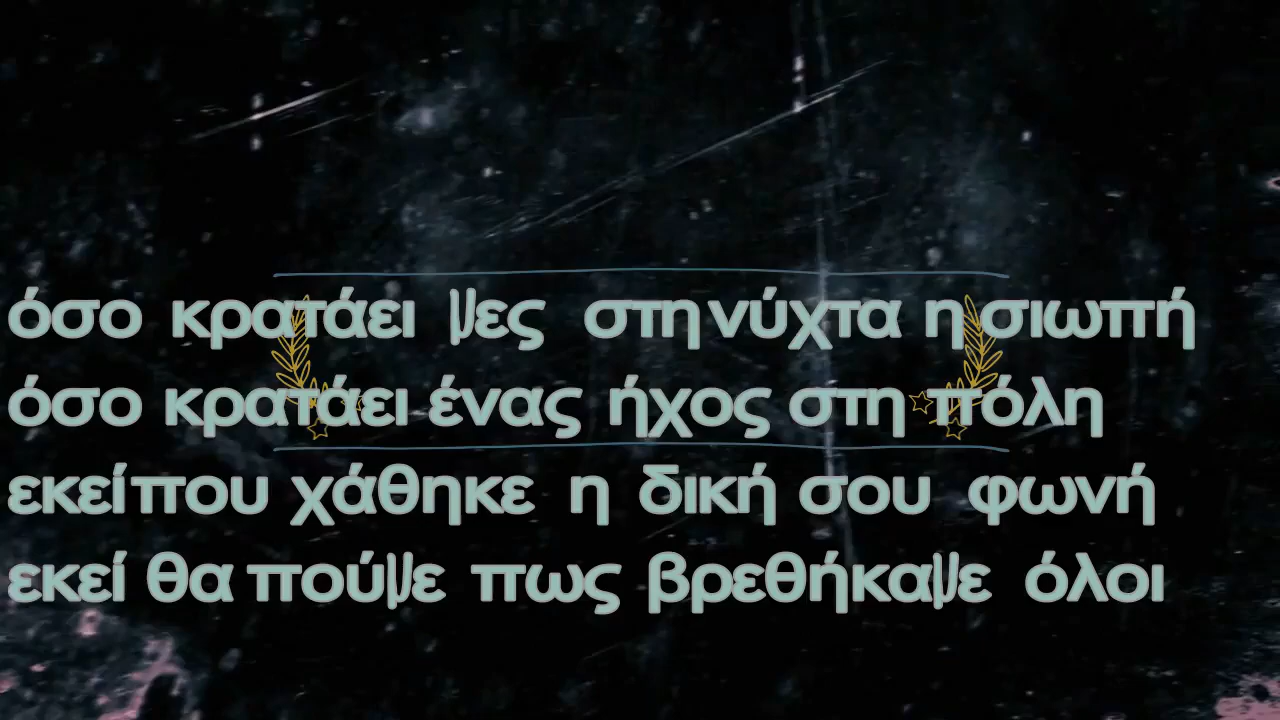 όσο κρατάει μες στη νύχτα η σιωπή
όσο κρατάει ένας ήχος στη πόλη
εκεί που χάθηκε η δική σου φωνή
εκεί θα πούμε πως βρεθήκαμε όλοι